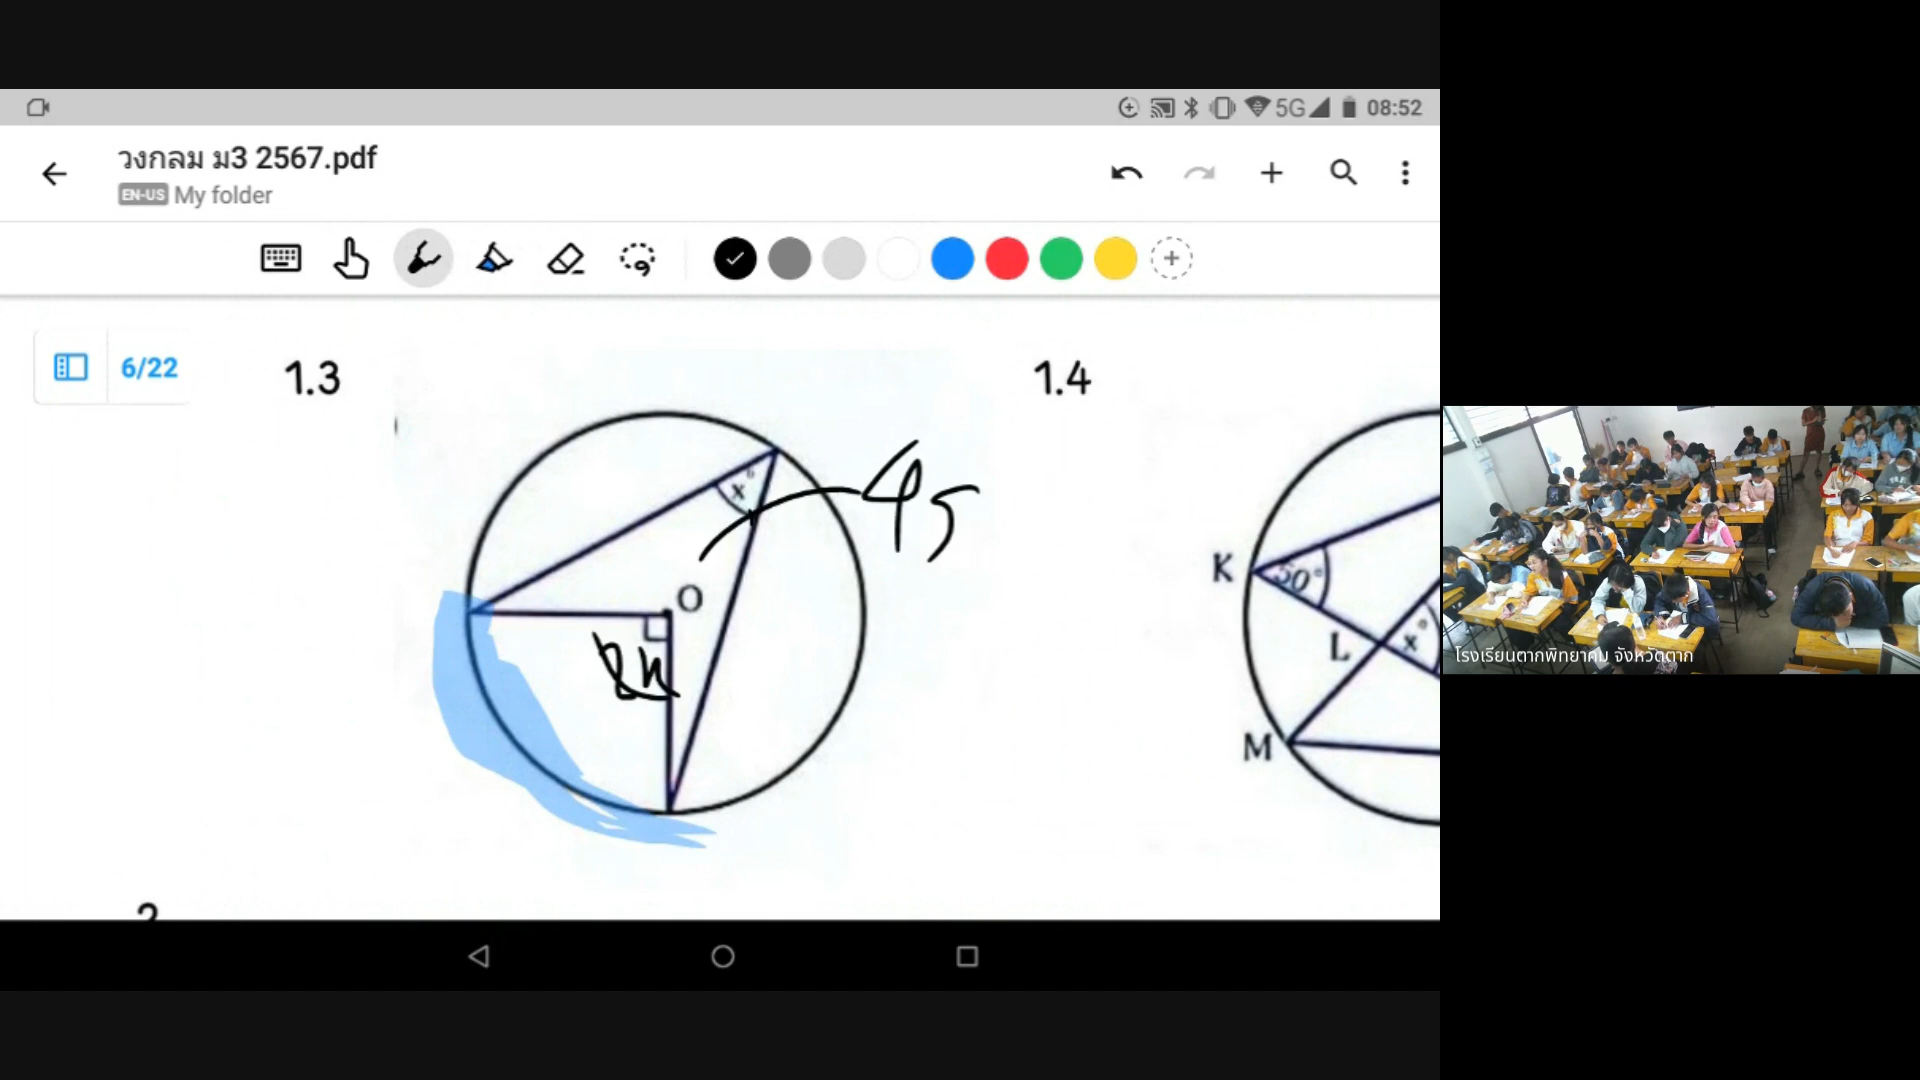 5G 08:52
วงกลม ม3 2567.pdf
EN-US My folder
6/22
1.3
x°
45
O
2x
1.4
K
50°
L
x°
M
2
โรงเรียนตากพิทยาคม จังหวัดตาก